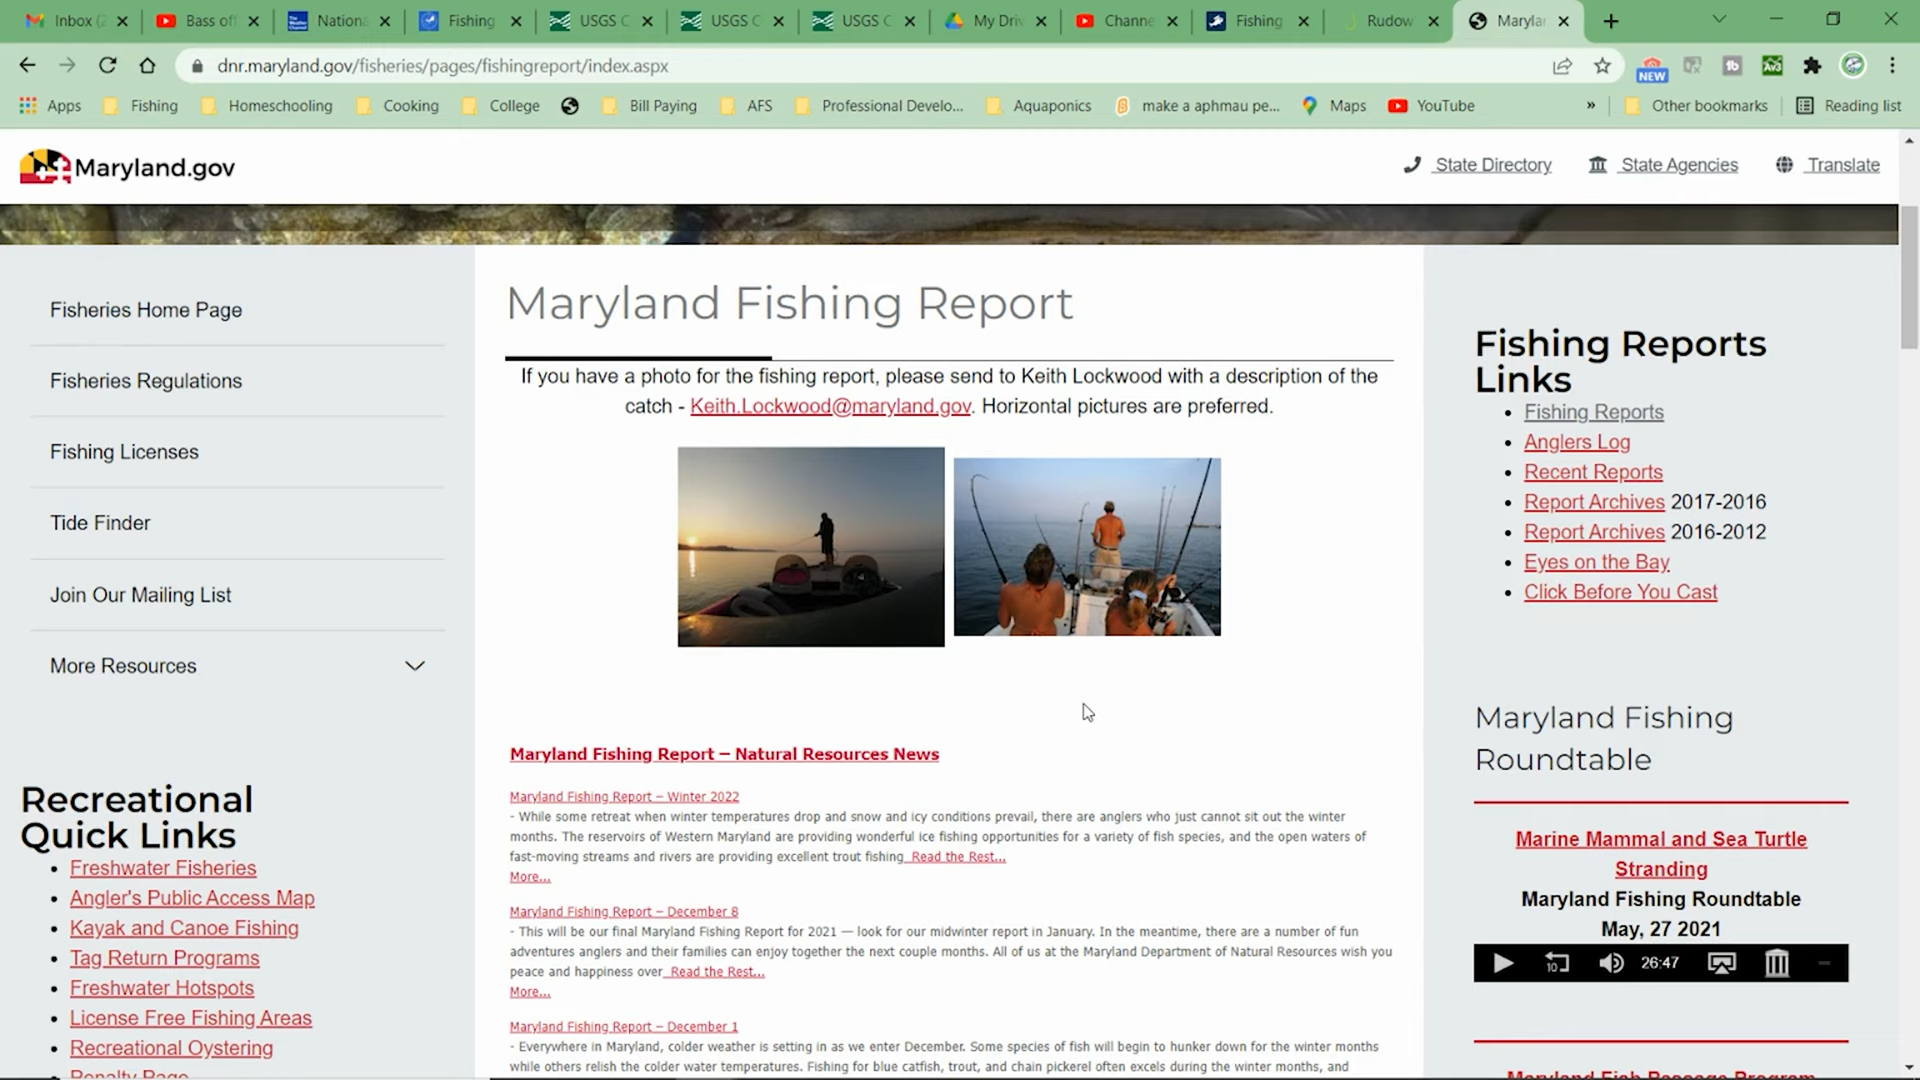 Inbox (2
Bass of
Nationa
Fishing
USGS C
USGS C
USGS C
My Driv
Channe
Fishing
Rudow
Marylan
dnr.maryland.gov/fisheries/pages/fishingreport/index.aspx
NEW
Apps
Fishing
Homeschooling
Cooking
College
Bill Paying
AFS
Professional Develo...
Aquaponics
make a aphmau pe...
Maps
YouTube
»
Other bookmarks
Reading list
Maryland.gov
State Directory
State Agencies
Translate
Fisheries Home Page
Fisheries Regulations
Fishing Licenses
Tide Finder
Join Our Mailing List
More Resources
Recreational
Quick Links
• Freshwater Fisheries
• Angler's Public Access Map
• Kayak and Canoe Fishing
• Tag Return Programs
• Freshwater Hotspots
• License Free Fishing Areas
• Recreational Oystering
Penalty Page
Maryland Fishing Report
If you have a photo for the fishing report, please send to Keith Lockwood with a description of the
catch - Keith.Lockwood@maryland.gov. Horizontal pictures are preferred.
Maryland Fishing Report – Natural Resources News
Maryland Fishing Report – Winter 2022
- While some retreat when winter temperatures drop and snow and icy conditions prevail, there are anglers who just cannot sit out the winter
months. The reservoirs of Western Maryland are providing wonderful ice fishing opportunities for a variety of fish species, and the open waters of
fast-moving streams and rivers are providing excellent trout fishing Read the Rest...
More...
Maryland Fishing Report – December 8
- This will be our final Maryland Fishing Report for 2021 — look for our midwinter report in January. In the meantime, there are a number of fun
adventures anglers and their families can enjoy together the next couple months. All of us at the Maryland Department of Natural Resources wish you
peace and happiness over Read the Rest...
More...
Maryland Fishing Report – December 1
- Everywhere in Maryland, colder weather is setting in as we enter December. Some species of fish will begin to hunker down for the winter months
while others relish the colder water temperatures. Fishing for blue catfish, trout, and chain pickerel often excels during the winter months, and
Fishing Reports
Links
• Fishing Reports
• Anglers Log
• Recent Reports
• Report Archives 2017-2016
• Report Archives 2016-2012
• Eyes on the Bay
• Click Before You Cast
Maryland Fishing
Roundtable
Marine Mammal and Sea Turtle
Stranding
Maryland Fishing Roundtable
May, 27 2021
10
26:47
Maryland Fish Passage Program